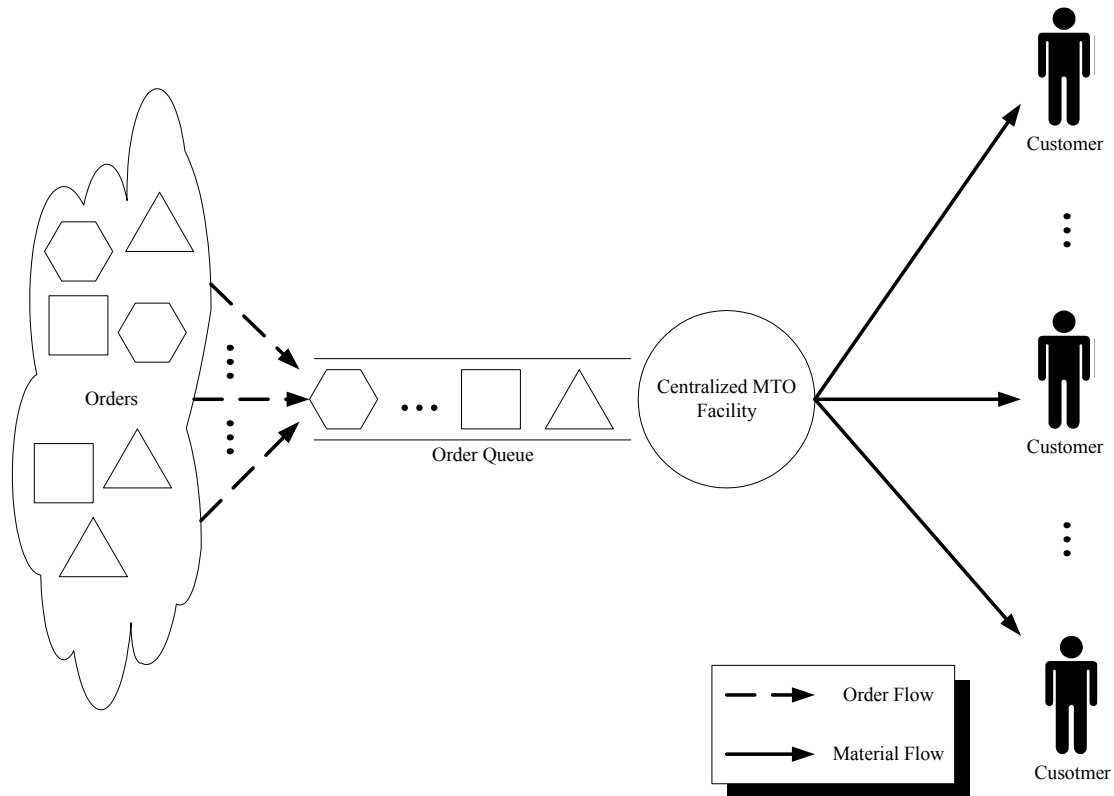 Customer
Orders
Order Queue
Centralized MTO
Facility
Customer
Order Flow
Material Flow
Cusotmer